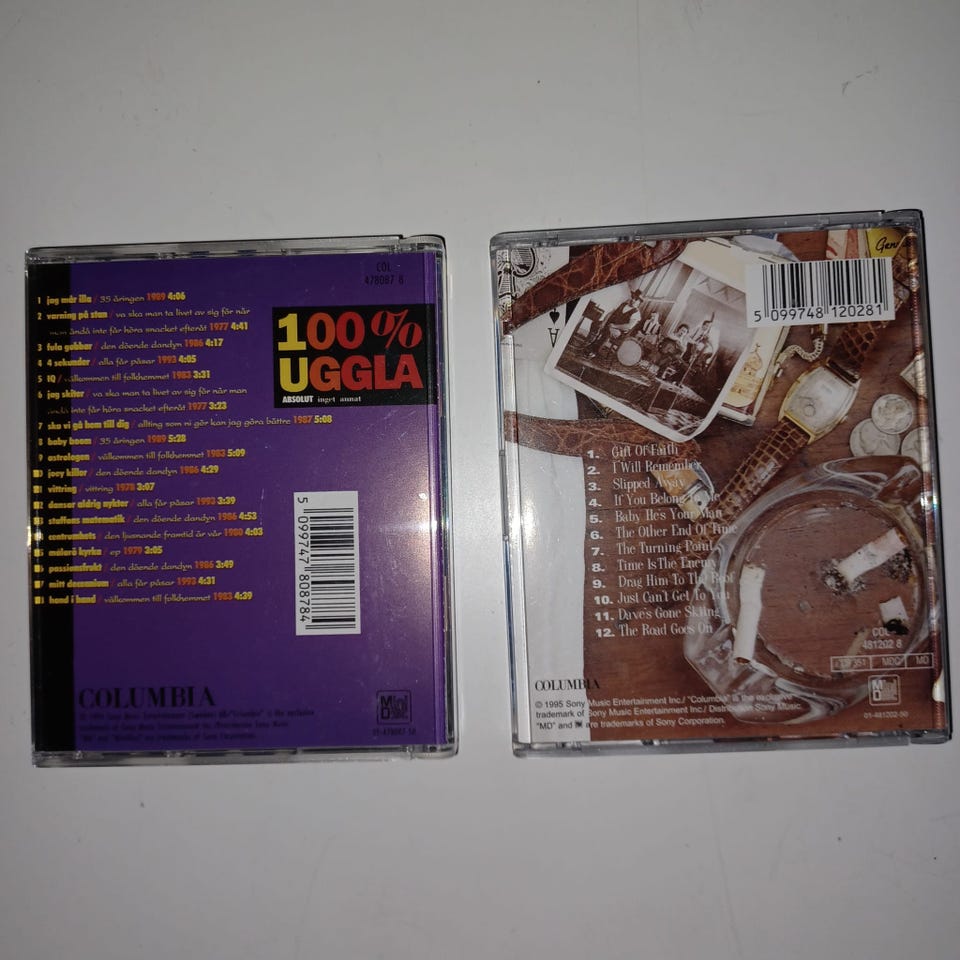 COL
478087 8
1 jag mår illa / 35 åringen 1989 4:06
2 varning på stan / va ska man ta livet av sig för når
man ändå inte får höra snacket efteråt 1977 4:41
3 fula gubbar / den döende dandyn 1986 4:17
4 4 sekunder / alla får påsar 1993 4:05
5 IQ / välkommen till folkhemmet 1983 3:31
6 jag skiter / va ska man ta livet av sig för når man
ändå inte får höra smacket efteråt 1977 3:23
7 ska vi gå hem till dig / allting som ni gör kan jag göra bättre 1987 5:08
8 baby boom / 35 åringen 1989 5:28
9 astrologen / välkommen till folkhemmet 1983 5:09
10 joey killer / den döende dandyn 1986 4:29
11 vittring / vittring 1978 3:07
12 dansar aldrig nykter / alla får påsar 1993 3:39
13 staffans matematik / den döende dandyn 1986 4:53
14 centrumhets / den ljusnande framtid är vår 1980 4:03
15 mälarö kyrka / ep 1979 3:05
16 passionsfrukt / den döende dandyn 1986 3:49
17 mitt decennium / alla får påsar 1993 4:31
18 hand i hand / välkommen till folkhemmet 1983 4:39
100%
UGGLA
ABSOLUT inget annat
5 099747 808784
COLUMBIA
MD MiniDisc
01-478087-50
5 099748 120281
A
1. Gift Of Faith
2. I Will Remember
3. Slipped Away
4. If You Belong To Me
5. Baby He's Your Man
6. The Other End Of Time
7. The Turning Point
8. Time Is The Enemy
9. Drag Him To The Roof
10. Just Can't Get To You
11. Dave's Gone Skiing
12. The Road Goes On
COL
481202 8
MD
COLUMBIA
© 1995 Sony Music Entertainment Inc./ "Columbia" is the exclusive
trademark of Sony Music Entertainment Inc./ Distribution Sony Music
"MD" and are trademarks of Sony Corporation.
MD MiniDisc
01-481202-50